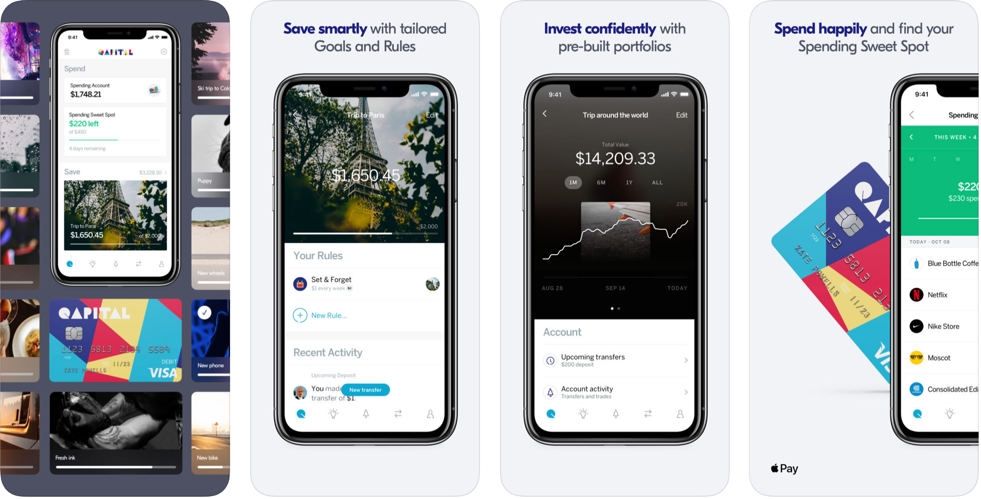 9:41
QAPITAL
Spend
Spending Account
$1,748.21
Spending Sweet Spot
$220 left
of $450
4 days remaining
Save
Trip to Paris
$1,650.45
of $2,000
Ski trip to Colo
Puppy
New wheels
QAPITAL
1123 5813 2134 5589
11/23
DEBIT
VISA
New phone
Fresh ink
New bike
Save smartly with tailored
Goals and Rules
9:41
Trip to Paris
Edit
$1,650.45
$2,000
Your Rules
Set & Forget
$1 every week
New Rule...
Recent Activity
Upcoming Deposit
You made
transfer of $1
New transfer
Invest confidently with
pre-built portfolios
9:41
Trip around the world
Edit
Total Value
$14,209.33
1M
6M
1Y
ALL
20K
AUG 28
SEP 14
TODAY
Account
Upcoming transfers
$200 deposit
Account activity
Transfers and trades
Spend happily and find your
Spending Sweet Spot
QAPI
1123 5813 213
11/23
VIS
9:41
Spending
THIS WEEK • 4
M T W
$220
$230 spe
TODAY · OCT 08
Blue Bottle Coffe
Netflix
Nike Store
Moscot
Consolidated Edi
Pay